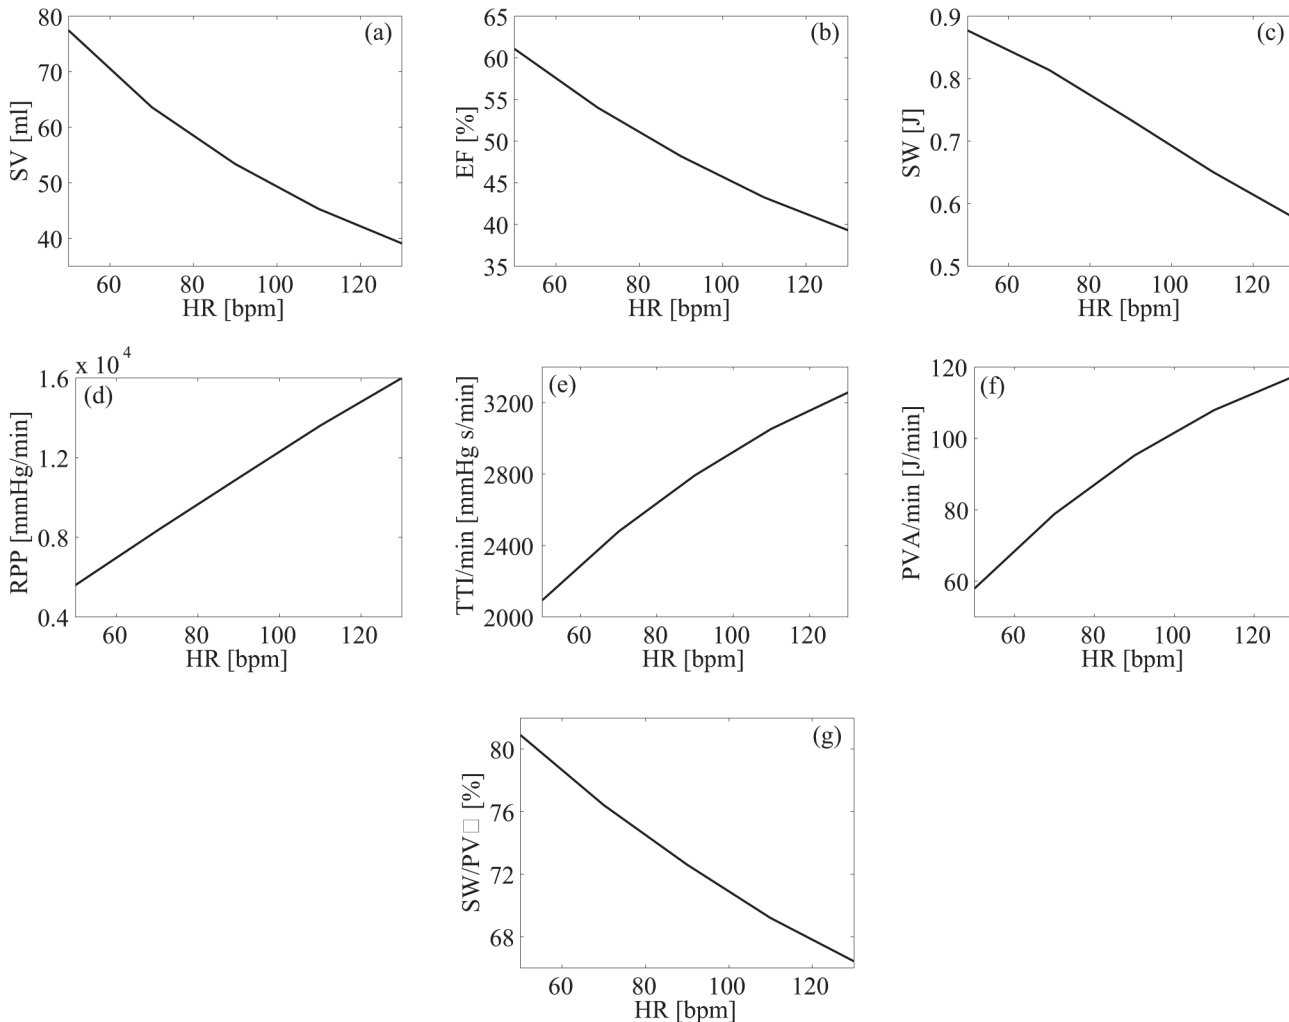 (a)
80
70
60
50
40
SV [ml]
60 80 100 120
HR [bpm]
(b)
65
60
55
50
45
40
35
EF [%]
60 80 100 120
HR [bpm]
(c)
0.9
0.8
0.7
0.6
0.5
SW [J]
60 80 100 120
HR [bpm]
x 10 4
(d)
1.6
1.2
0.8
0.4
RPP [mmHg/min]
60 80 100 120
HR [bpm]
(e)
3200
2800
2400
2000
TTI/min [mmHg s/min]
60 80 100 120
HR [bpm]
(f)
120
100
80
60
PVA/min [J/min]
60 80 100 120
HR [bpm]
(g)
80
76
72
68
SW/PV□ [%]
60 80 100 120
HR [bpm]